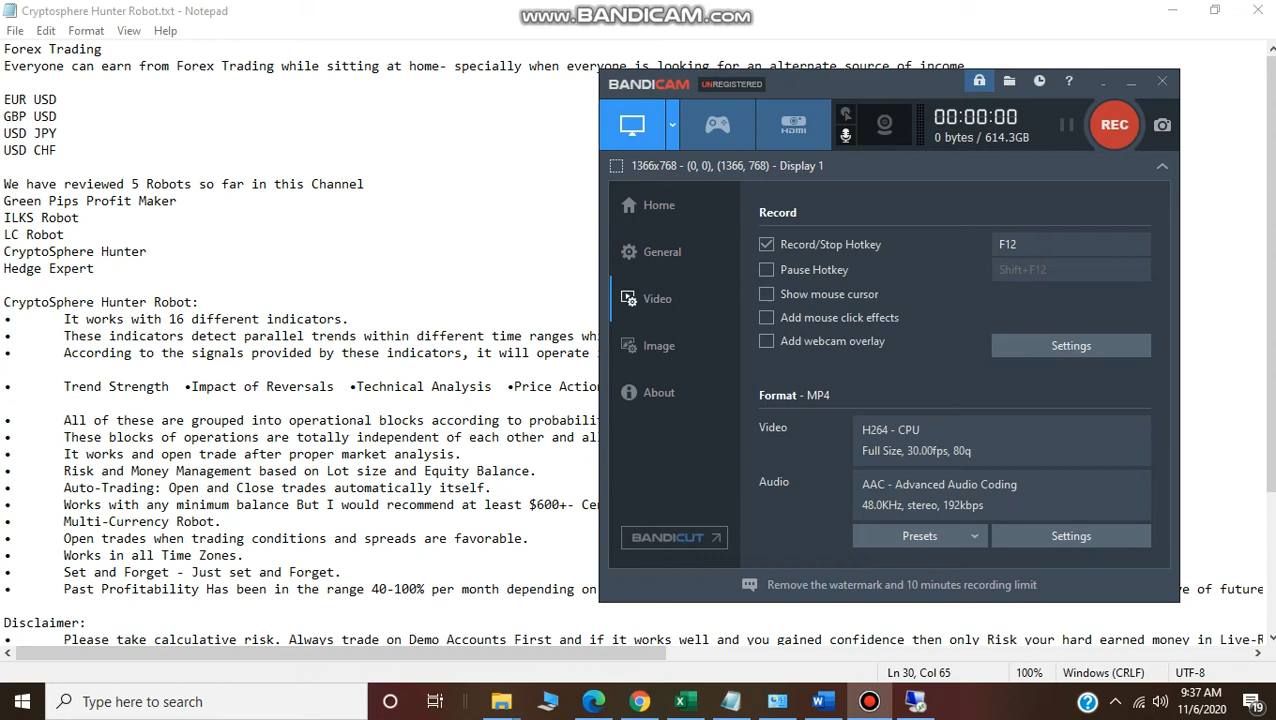 Cryptosphere Hunter Robot.txt - Notepad
www.BANDICAM.com
File Edit Format View Help
Forex Trading
Everyone can earn from Forex Trading while sitting at home- specially when everyone is looking for an alternate source of income
EUR USD
GBP USD
USD JPY
USD CHF
We have reviewed 5 Robots so far in this Channel
Green Pips Profit Maker
ILKS Robot
LC Robot
CryptoSphere Hunter
Hedge Expert
CryptoSphere Hunter Robot:
• It works with 16 different indicators.
• These indicators detect parallel trends within different time ranges whi
• According to the signals provided by these indicators, it will operate
• Trend Strength •Impact of Reversals •Technical Analysis •Price Action
• All of these are grouped into operational blocks according to probabili
• These blocks of operations are totally independent of each other and al
• It works and open trade after proper market analysis.
• Risk and Money Management based on Lot size and Equity Balance.
• Auto-Trading: Open and Close trades automatically itself.
• Works with any minimum balance But I would recommend at least $600+- Ce
• Multi-Currency Robot.
• Open trades when trading conditions and spreads are favorable.
• Works in all Time Zones.
• Set and Forget - Just set and Forget.
• Past Profitability Has been in the range 40-100% per month depending on
ve of future
Disclaimer:
• Please take calculative risk. Always trade on Demo Accounts First and if it works well and you gained confidence then only Risk your hard earned money in Live-R
BANDICAM UNREGISTERED
?
HDMI
00:00:00
0 bytes / 614.3GB
REC
1366x768 - (0, 0), (1366, 768) - Display 1
Home
General
Video
Image
About
BANDICUT
Record
Record/Stop Hotkey F12
Pause Hotkey Shift+F12
Show mouse cursor
Add mouse click effects
Add webcam overlay
Settings
Format - MP4
Video
H264 - CPU
Full Size, 30.00fps, 80q
Audio
AAC - Advanced Audio Coding
48.0KHz, stereo, 192kbps
Presets Settings
Remove the watermark and 10 minutes recording limit
Ln 30, Col 65 100% Windows (CRLF) UTF-8
Type here to search
9:37 AM
11/6/2020
19